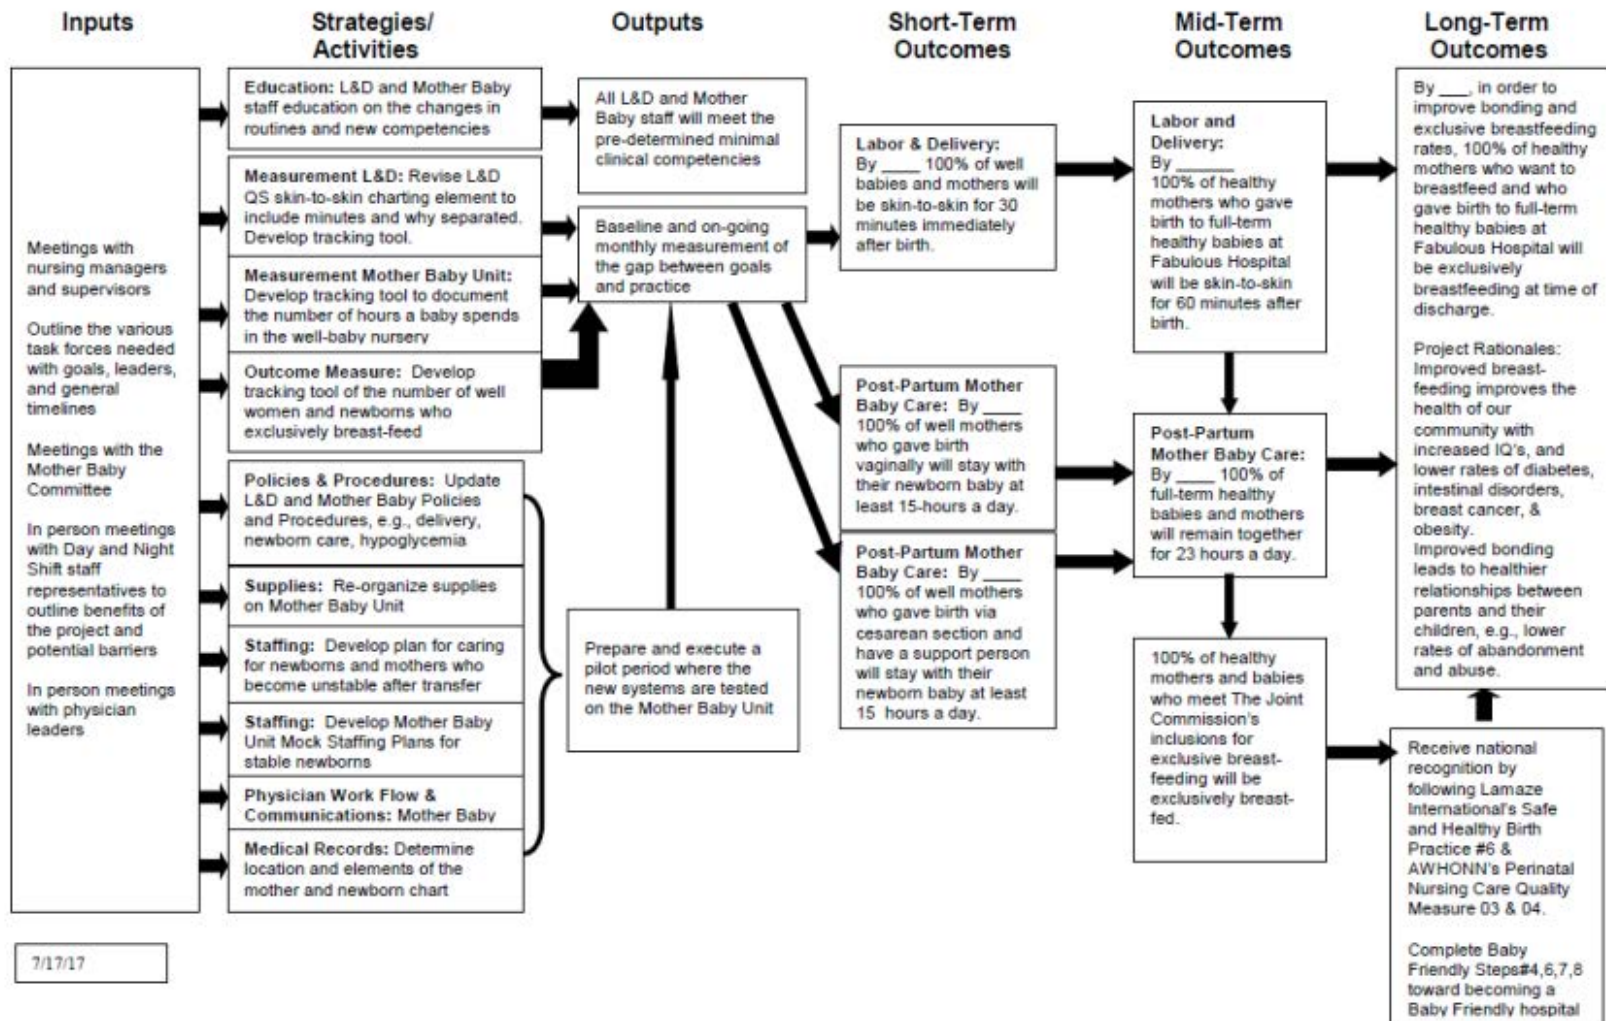 Inputs
Strategies/
Activities
Outputs
Short-Term
Outcomes
Mid-Term
Outcomes
Long-Term
Outcomes
Meetings with
nursing managers
and supervisors
Outline the various
task forces needed
with goals, leaders,
and general
timelines
Meetings with the
Mother Baby
Committee
In person meetings
with Day and Night
Shift staff
representatives to
outline benefits of
the project and
potential barriers
In person meetings
with physician
leaders
7/17/17
Education: L&D and Mother Baby
staff education on the changes in
routines and new competencies
Measurement L&D: Revise L&D
QS skin-to-skin charting element to
include minutes and why separated.
Develop tracking tool.
Measurement Mother Baby Unit:
Develop tracking tool to document
the number of hours a baby spends
in the well-baby nursery
Outcome Measure: Develop
tracking tool of the number of well
women and newborns who
exclusively breast-feed
Policies & Procedures: Update
L&D and Mother Baby Policies
and Procedures, e.g., delivery,
newborn care, hypoglycemia
Supplies: Re-organize supplies
on Mother Baby Unit
Staffing: Develop plan for caring
for newborns and mothers who
become unstable after transfer
Staffing: Develop Mother Baby
Unit Mock Staffing Plans for
stable newborns
Physician Work Flow &
Communications: Mother Baby
Medical Records: Determine
location and elements of the
mother and newborn chart
All L&D and Mother
Baby staff will meet the
pre-determined minimal
clinical competencies
Baseline and on-going
monthly measurement of
the gap between goals
and practice
Prepare and execute a
pilot period where the
new systems are tested
on the Mother Baby Unit
Labor & Delivery:
By ____ 100% of well
babies and mothers will
be skin-to-skin for 30
minutes immediately
after birth.
Post-Partum Mother
Baby Care: By ____
100% of well mothers
who gave birth
vaginally will stay with
their newborn baby at
least 15-hours a day.
Post-Partum Mother
Baby Care: By ____
100% of well mothers
who gave birth via
cesarean section and
have a support person
will stay with their
newborn baby at least
15 hours a day.
Labor and
Delivery:
By ______
100% of healthy
mothers who gave
birth to full-term
healthy babies at
Fabulous Hospital
will be skin-to-skin
for 60 minutes after
birth.
Post-Partum
Mother Baby Care:
By ____ 100% of
full-term healthy
babies and mothers
will remain together
for 23 hours a day.
100% of healthy
mothers and babies
who meet The Joint
Commission's
inclusions for
exclusive breast-
feeding will be
exclusively breast-
fed.
By ___, in order to
improve bonding and
exclusive breastfeeding
rates, 100% of healthy
mothers who want to
breastfeed and who
gave birth to full-term
healthy babies at
Fabulous Hospital will
be exclusively
breastfeeding at time of
discharge.
Project Rationales:
Improved breast-
feeding improves the
health of our
community with
increased IQ's, and
lower rates of diabetes,
intestinal disorders,
breast cancer, &
obesity.
Improved bonding
leads to healthier
relationships between
parents and their
children, e.g., lower
rates of abandonment
and abuse.
Receive national
recognition by
following Lamaze
International's Safe
and Healthy Birth
Practice #6 &
AWHONN's Perinatal
Nursing Care Quality
Measure 03 & 04.
Complete Baby
Friendly Steps#4,6,7,8
toward becoming a
Baby Friendly hospital